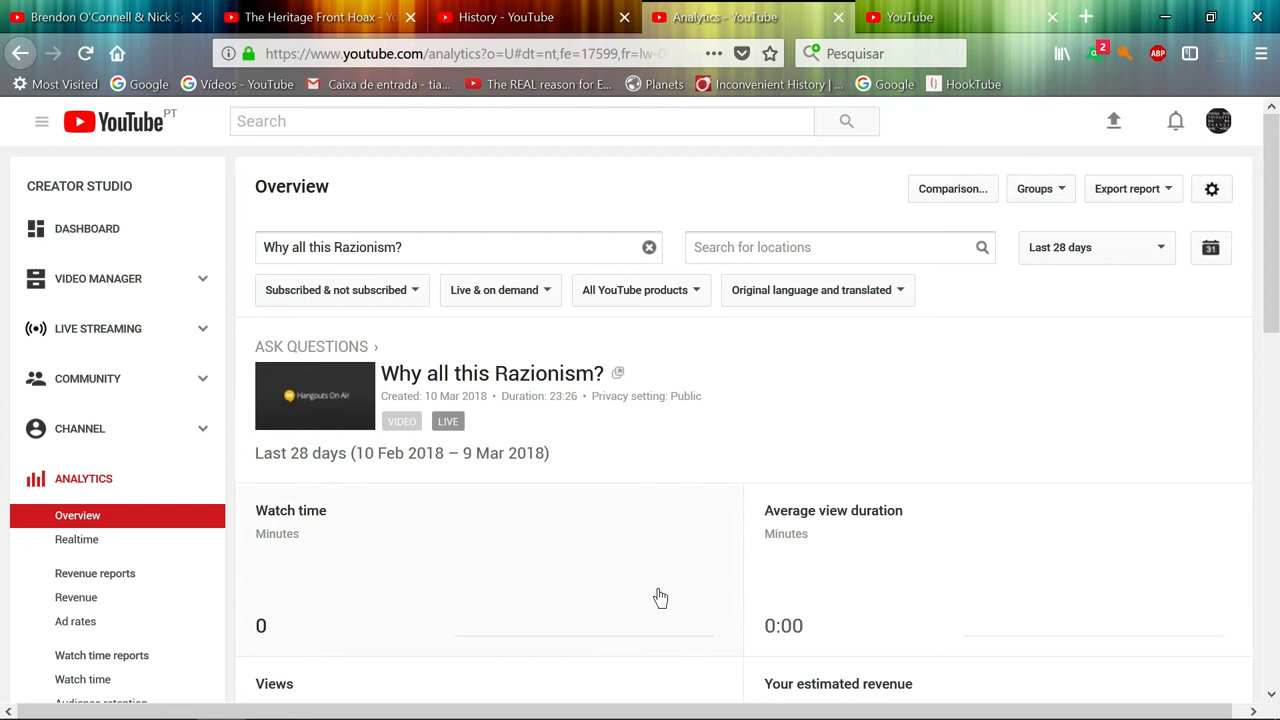 Brendon O'Connell & Nick S
The Heritage Front Hoax - Yo
History - YouTube
Analytics - YouTube
YouTube
https://www.youtube.com/analytics?o=U#dt=nt,fe=17599,fr=lw-0
Pesquisar
2
ABP
Most Visited
Google
Vídeos - YouTube
Caixa de entrada - tia...
The REAL reason for E...
Planets
Inconvenient History | ...
Google
HookTube
YouTube PT
Search
CREATOR STUDIO
DASHBOARD
VIDEO MANAGER
LIVE STREAMING
COMMUNITY
CHANNEL
ANALYTICS
Overview
Realtime
Revenue reports
Revenue
Ad rates
Watch time reports
Watch time
Audience retention
Overview
Comparison...
Groups
Export report
Why all this Razionism?
Search for locations
Last 28 days
31
Subscribed & not subscribed
Live & on demand
All YouTube products
Original language and translated
ASK QUESTIONS ›
Hangouts On Air
Why all this Razionism?
Created: 10 Mar 2018 • Duration: 23:26 • Privacy setting: Public
VIDEO
LIVE
Last 28 days (10 Feb 2018 – 9 Mar 2018)
Watch time
Minutes
0
Average view duration
Minutes
0:00
Views
Your estimated revenue